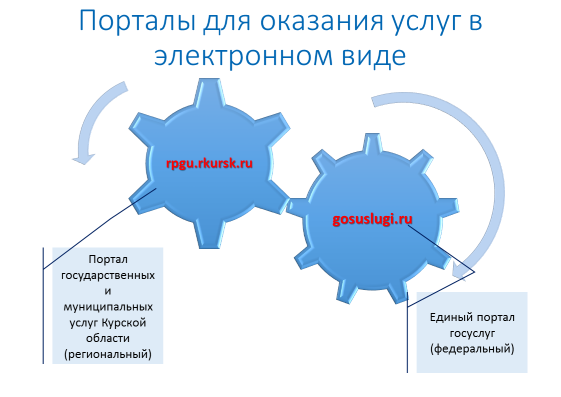 Порталы для оказания услуг в
электронном виде
rpgu.rkursk.ru
gosuslugi.ru
Портал
государственных
и
муниципальных
услуг Курской
области
(региональный)
Единый портал
госуслуг
(федеральный)